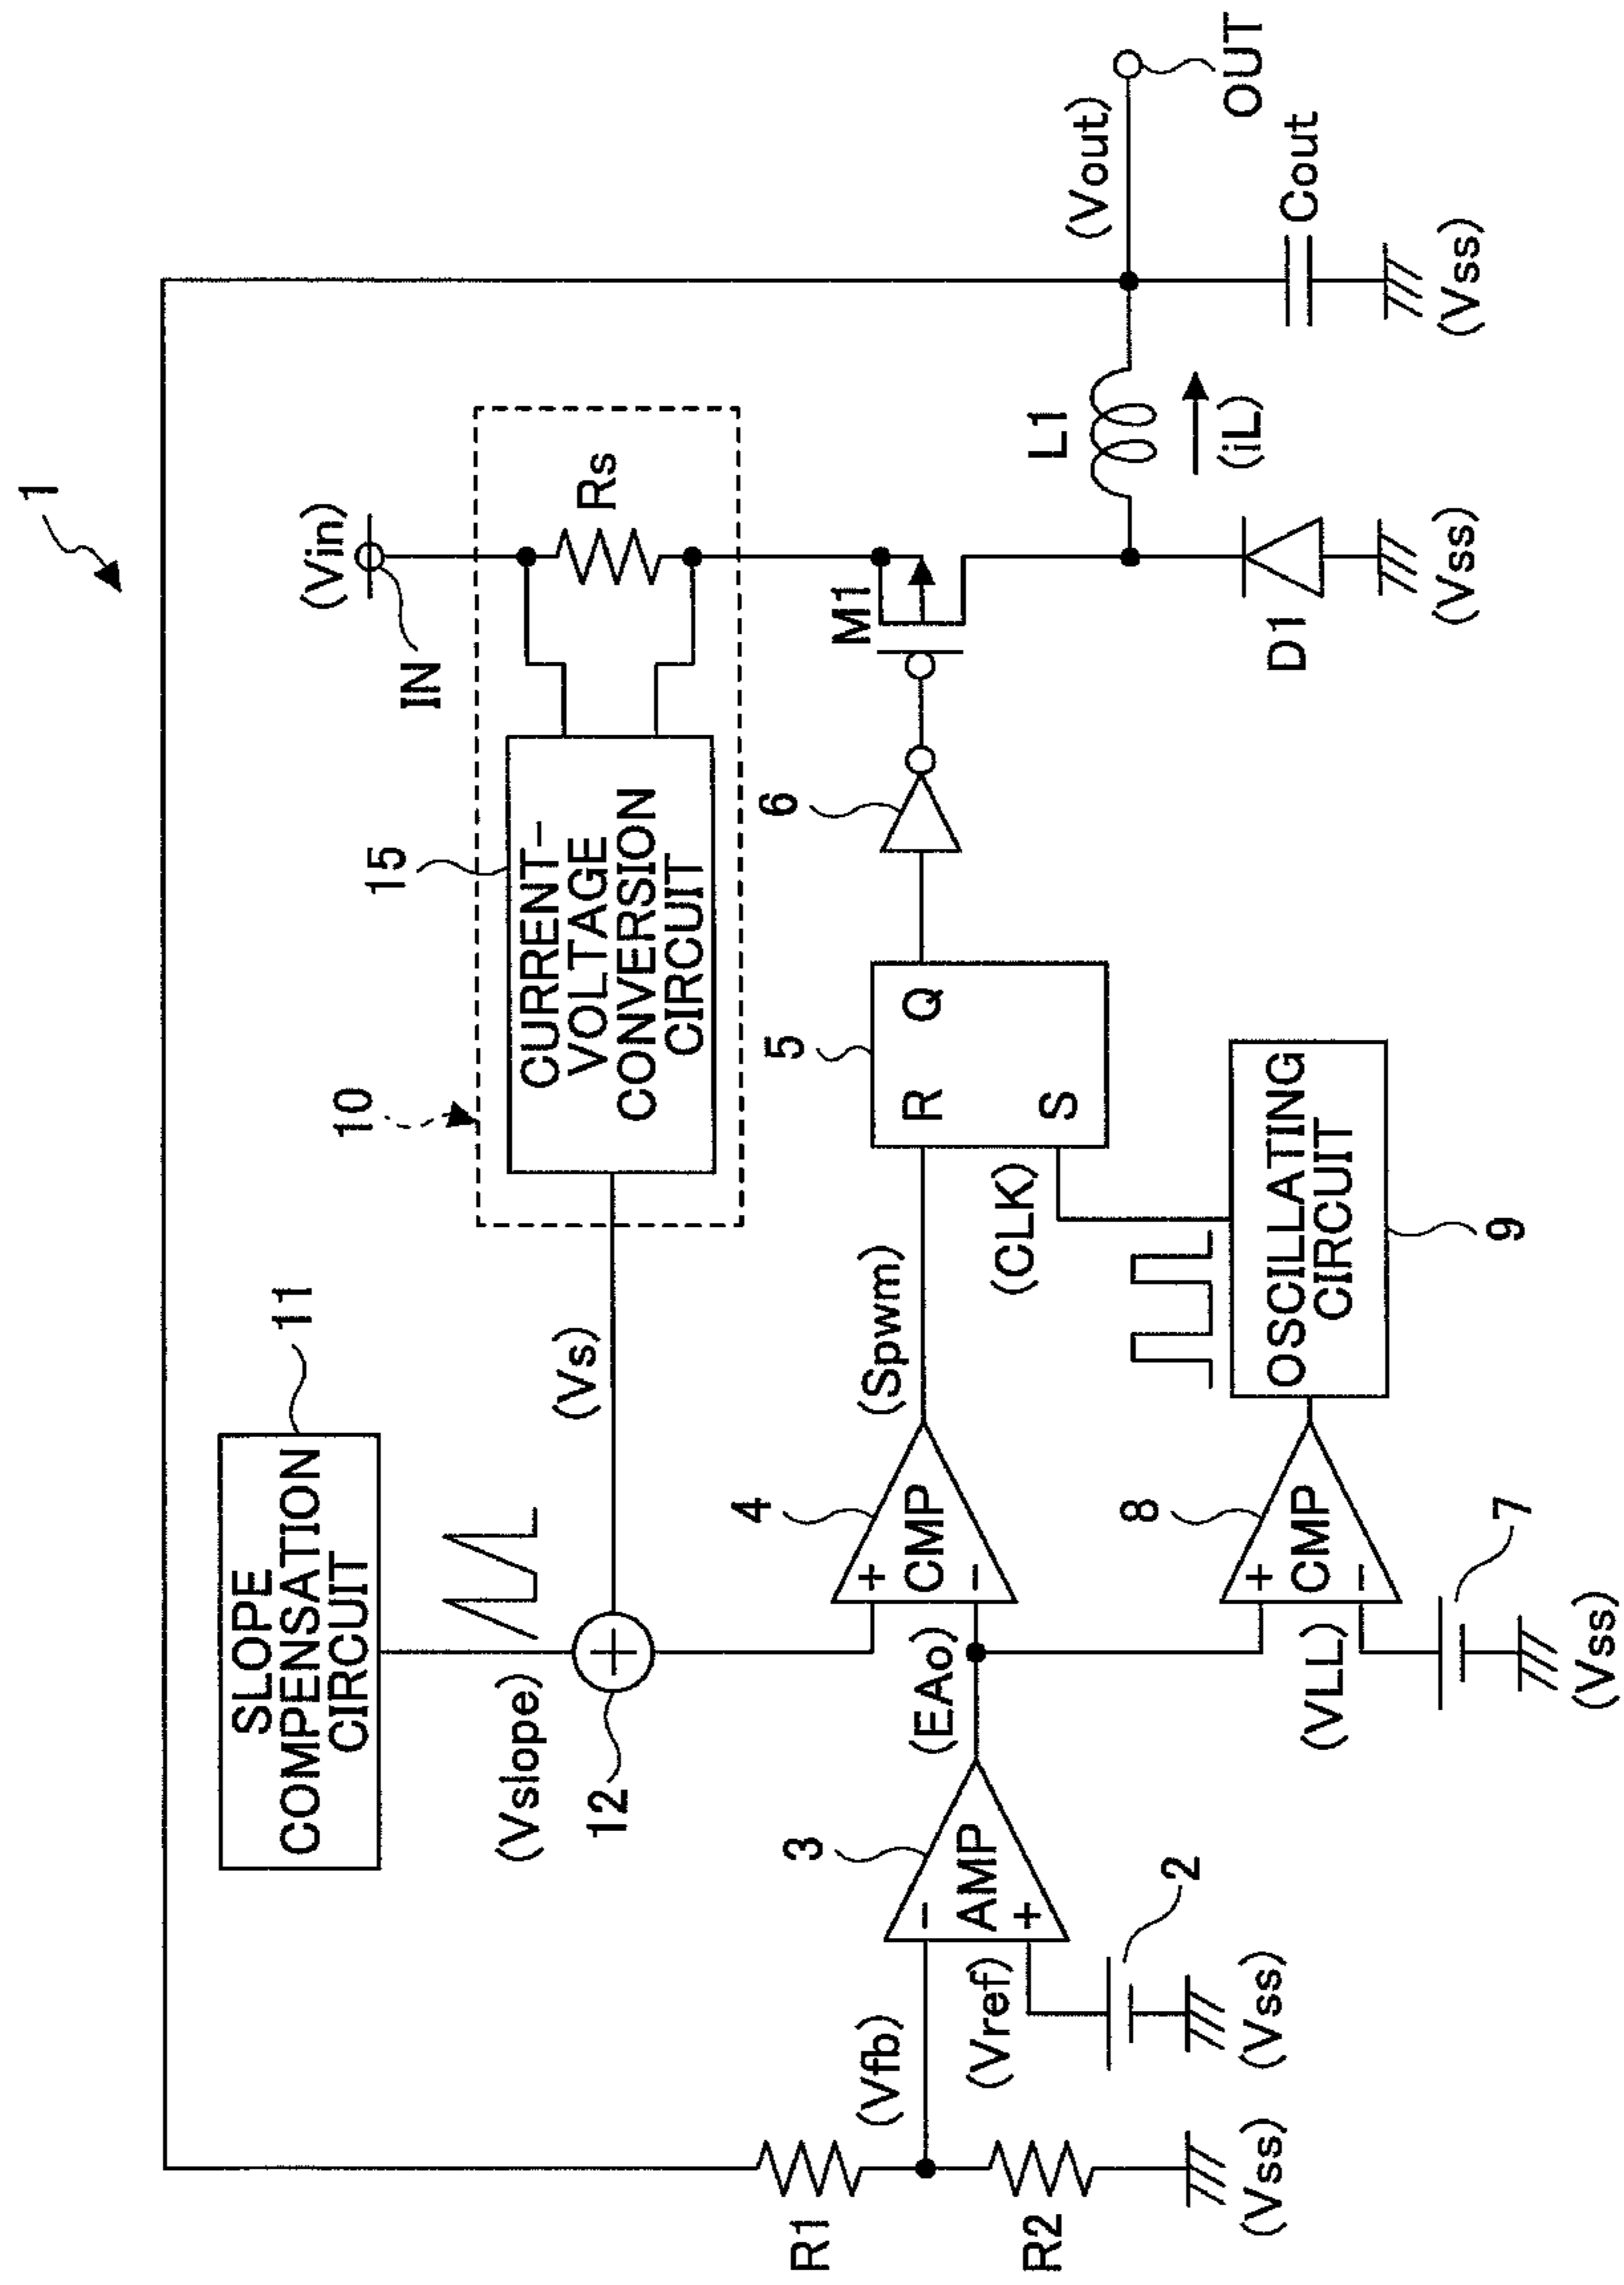 1
SLOPE
COMPENSATION
CIRCUIT
11
(Vslope)
12
(Vs)
10
CURRENT-
VOLTAGE
CONVERSION
CIRCUIT
15
(Vin)
IN
Rs
R1
R2
(Vss)
(Vfb)
(Vref)
2
(Vss)
3
-
AMP
+
(EAo)
4
+
CMP
-
(Spwm)
5
R
Q
S
(CLK)
6
M1
(VLL)
7
(Vss)
8
+
CMP
-
OSCILLATING
CIRCUIT
9
D1
(Vss)
L1
(iL)
(Vout)
OUT
Cout
(Vss)